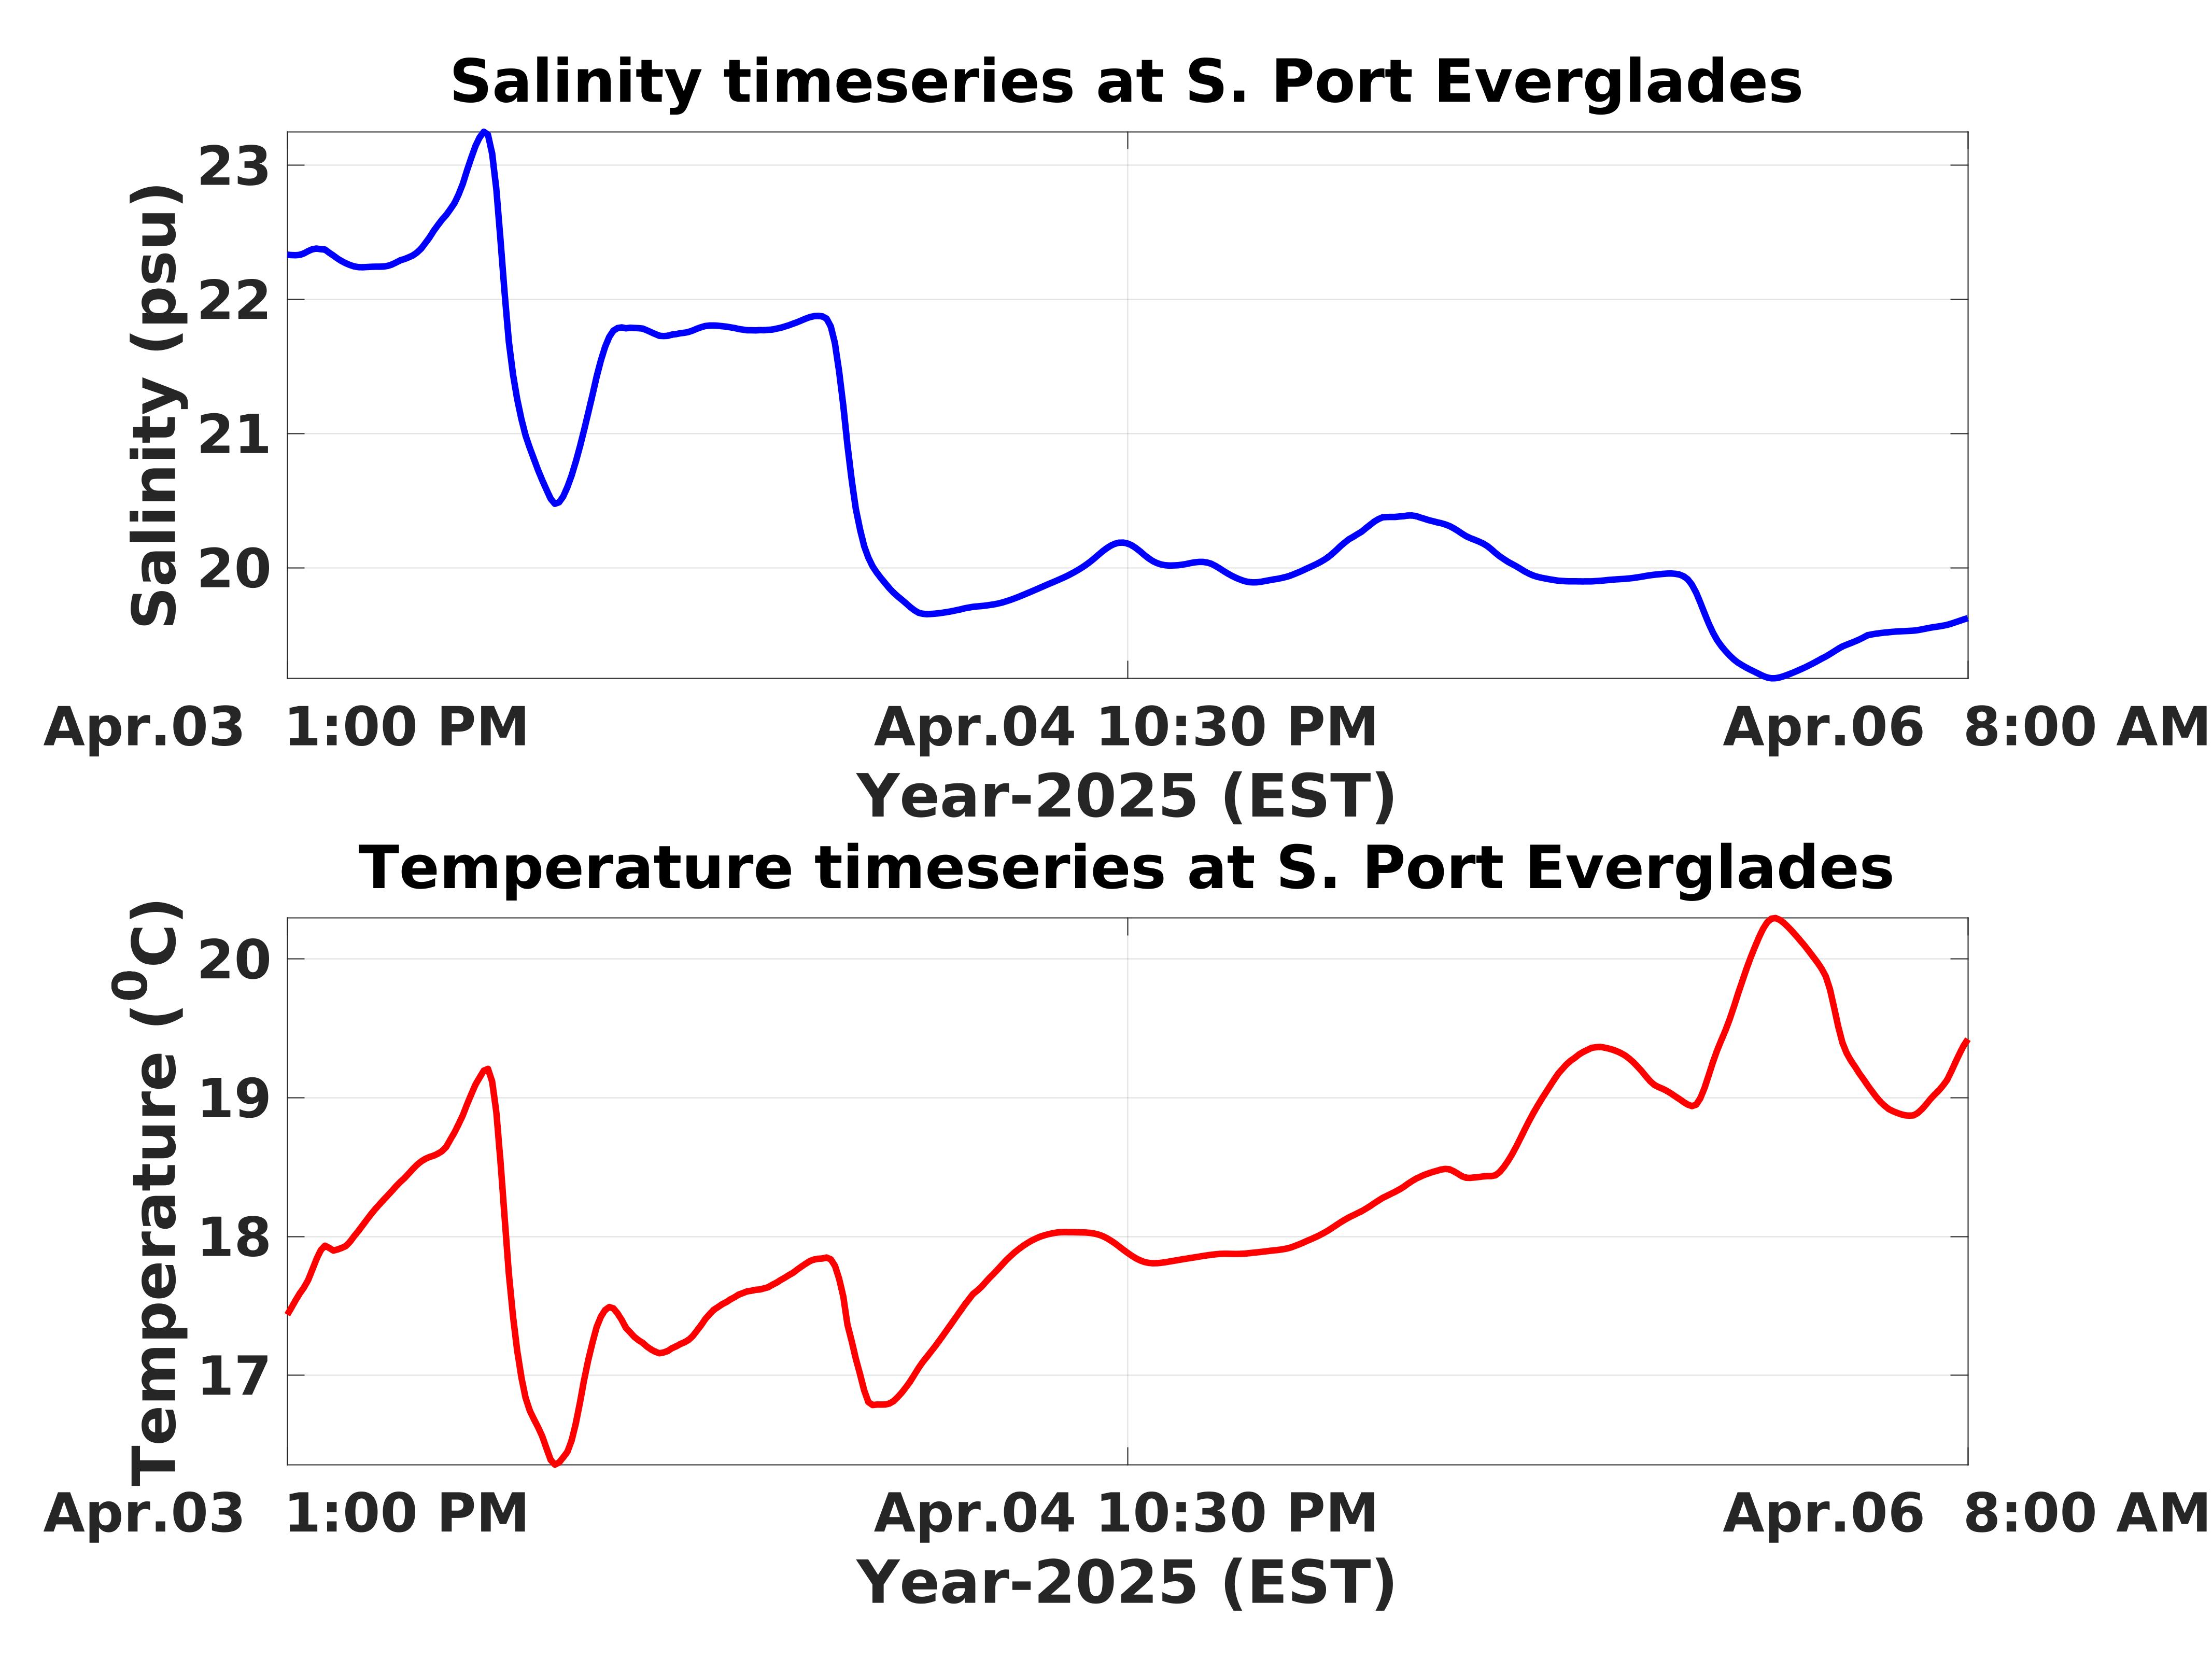 Salinity timeseries at S. Port Everglades
Salinity (psu)
23
22
21
20
Apr.03 1:00 PM Apr.04 10:30 PM Apr.06 8:00 AM
Year-2025 (EST)
Temperature timeseries at S. Port Everglades
Temperature (⁰C)
20
19
18
17
Apr.03 1:00 PM Apr.04 10:30 PM Apr.06 8:00 AM
Year-2025 (EST)